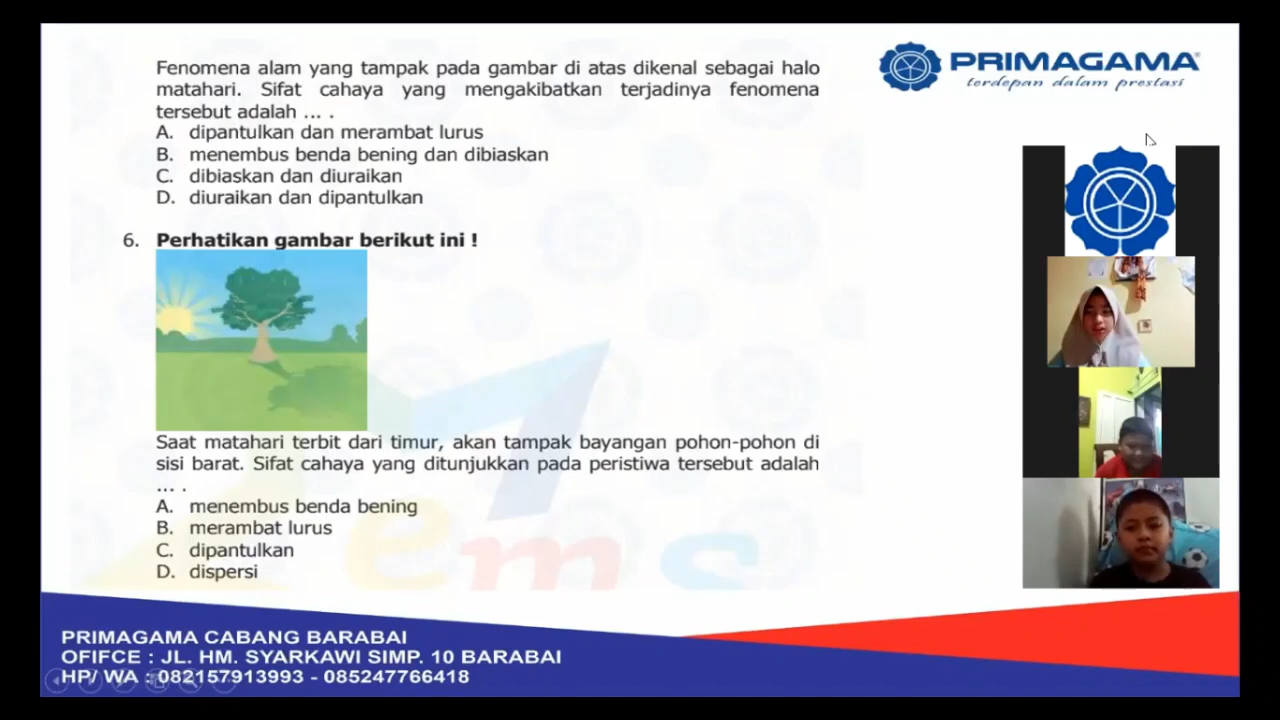 PRIMAGAMA
terdepan dalam prestasi
Fenomena alam yang tampak pada gambar di atas dikenal sebagai halo
matahari. Sifat cahaya yang mengakibatkan terjadinya fenomena
tersebut adalah ... .
A. dipantulkan dan merambat lurus
B. menembus benda bening dan dibiaskan
C. dibiaskan dan diuraikan
D. diuraikan dan dipantulkan
6. Perhatikan gambar berikut ini !
Saat matahari terbit dari timur, akan tampak bayangan pohon-pohon di
sisi barat. Sifat cahaya yang ditunjukkan pada peristiwa tersebut adalah
... .
A. menembus benda bening
B. merambat lurus
C. dipantulkan
D. dispersi
ems
PRIMAGAMA CABANG BARABAI
OFIFCE : JL. HM. SYARKAWI SIMP. 10 BARABAI
HP/ WA : 082157913993 - 085247766418